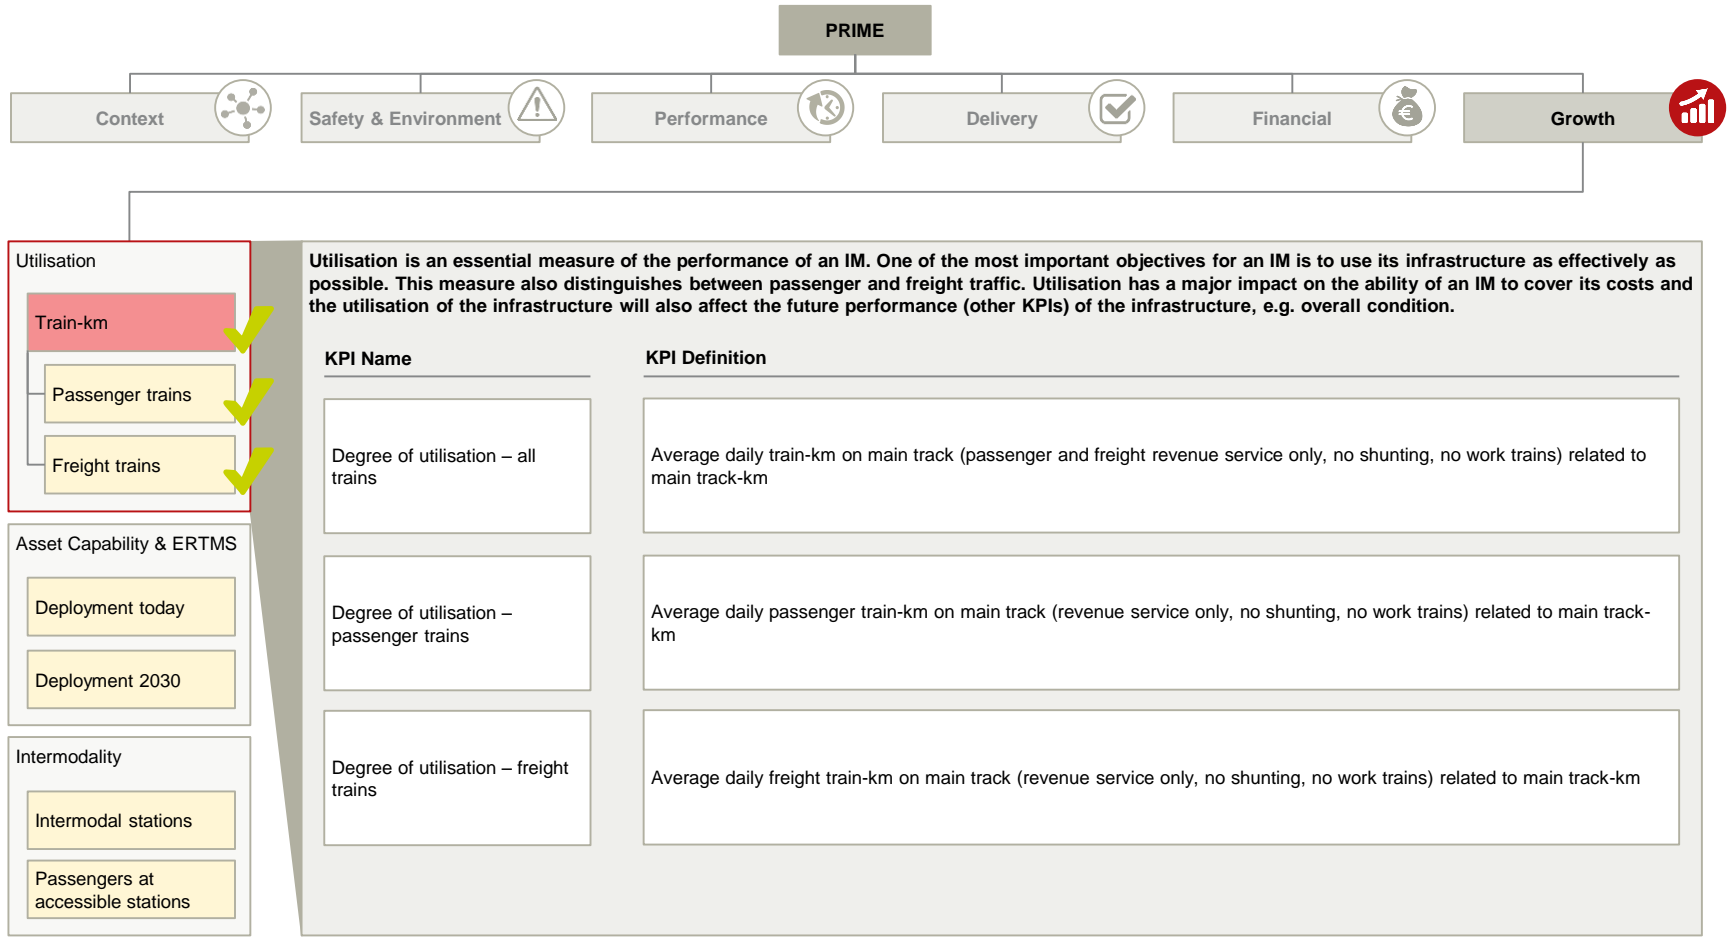 PRIME
Context
Safety & Environment
Performance
Delivery
Financial
Growth
Utilisation
Train-km
Passenger trains
Freight trains
Asset Capability & ERTMS
Deployment today
Deployment 2030
Intermodality
Intermodal stations
Passengers at
accessible stations
Utilisation is an essential measure of the performance of an IM. One of the most important objectives for an IM is to use its infrastructure as effectively as
possible. This measure also distinguishes between passenger and freight traffic. Utilisation has a major impact on the ability of an IM to cover its costs and
the utilisation of the infrastructure will also affect the future performance (other KPIs) of the infrastructure, e.g. overall condition.
KPI Name
KPI Definition
Degree of utilisation – all
trains
Average daily train-km on main track (passenger and freight revenue service only, no shunting, no work trains) related to
main track-km
Degree of utilisation –
passenger trains
Average daily passenger train-km on main track (revenue service only, no shunting, no work trains) related to main track-
km
Degree of utilisation – freight
trains
Average daily freight train-km on main track (revenue service only, no shunting, no work trains) related to main track-km